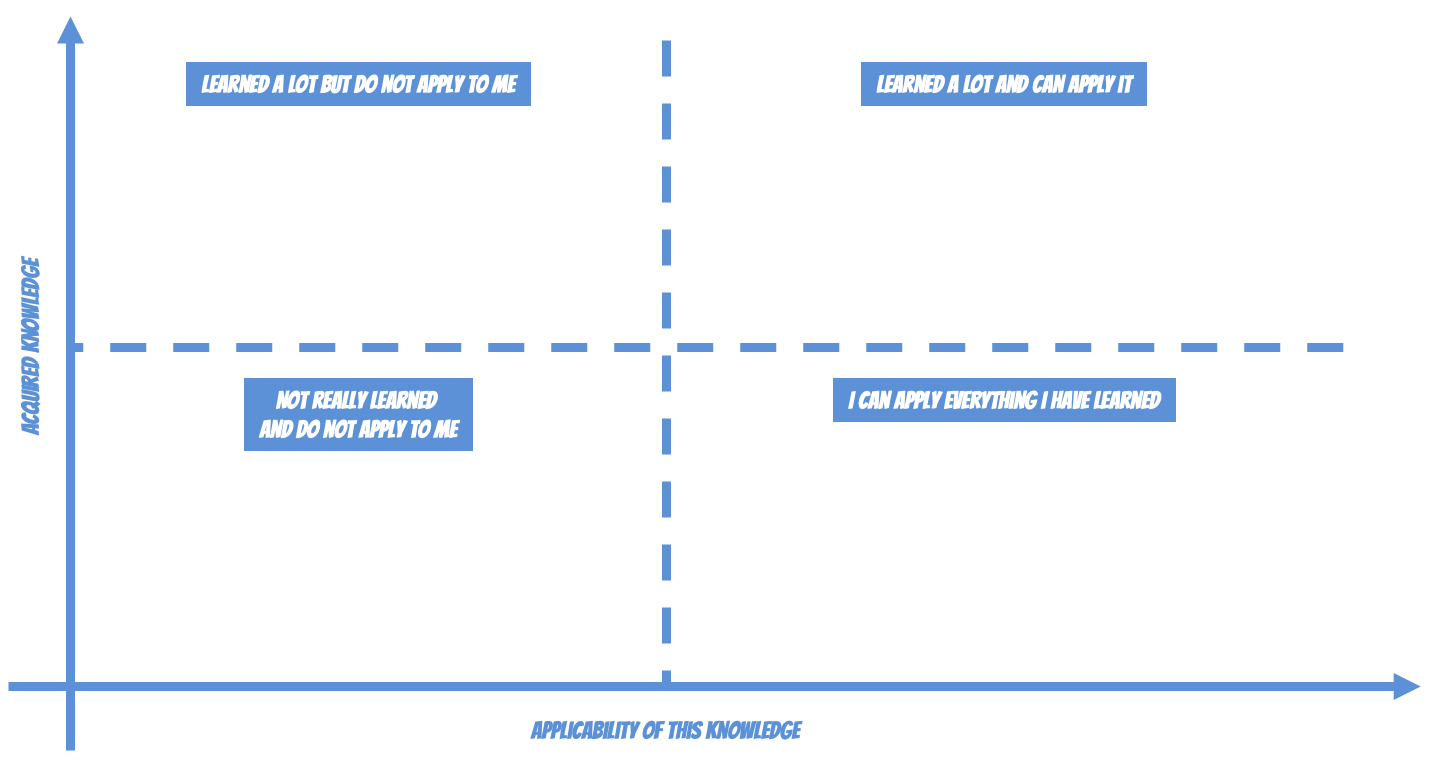 LEARNED A LOT BUT DO NOT APPLY TO ME
LEARNED A LOT AND CAN APPLY IT
ACQUIRED KNOWLEDGE
NOT REALLY LEARNED
AND DO NOT APPLY TO ME
I CAN APPLY EVERYTHING I HAVE LEARNED
APPLICABILITY OF THIS KNOWLEDGE